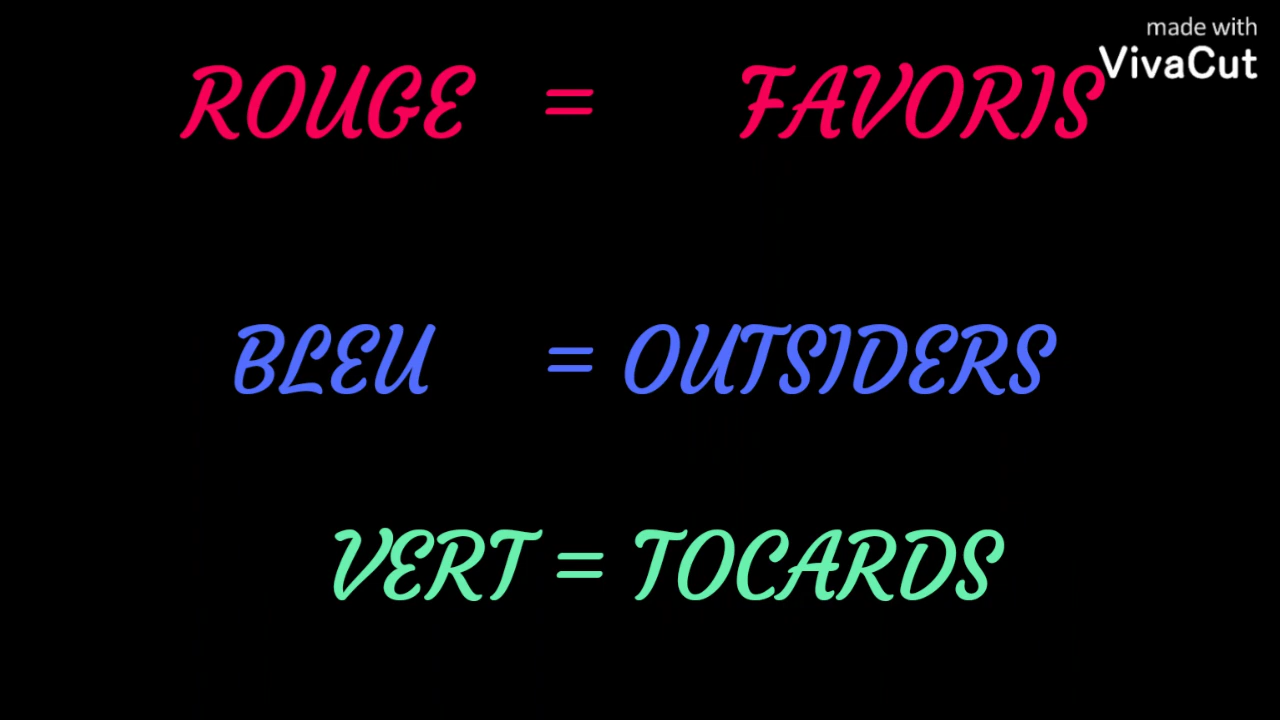 made with
VivaCut
ROUGE = FAVORIS
BLEU = OUTSIDERS
VERT = TOCARDS